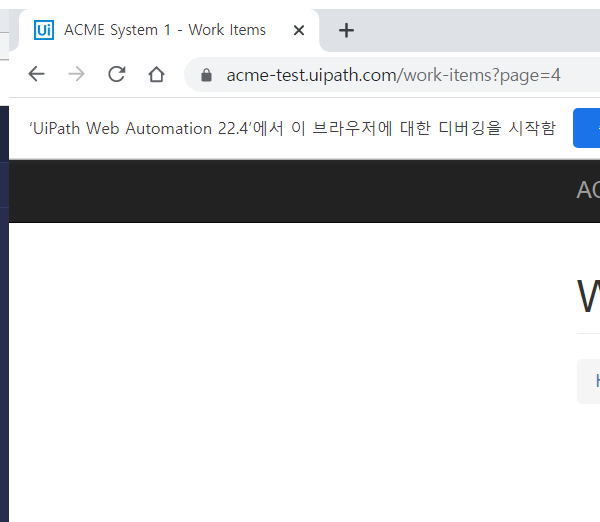 Ui ACME System 1 - Work Items
acme-test.uipath.com/work-items?page=4
'UiPath Web Automation 22.4'에서 이 브라우저에 대한 디버깅을 시작함
AC
W